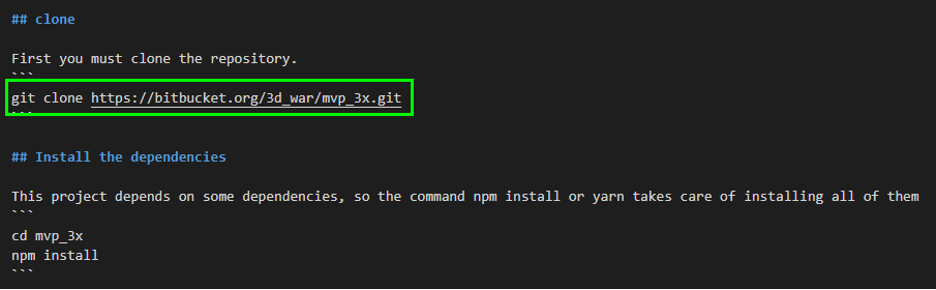 ## clone
First you must clone the repository.
```
git clone https://bitbucket.org/3d_war/mvp_3x.git
```
## Install the dependencies
This project depends on some dependencies, so the command npm install or yarn takes care of installing all of them
```
cd mvp_3x
npm install
```